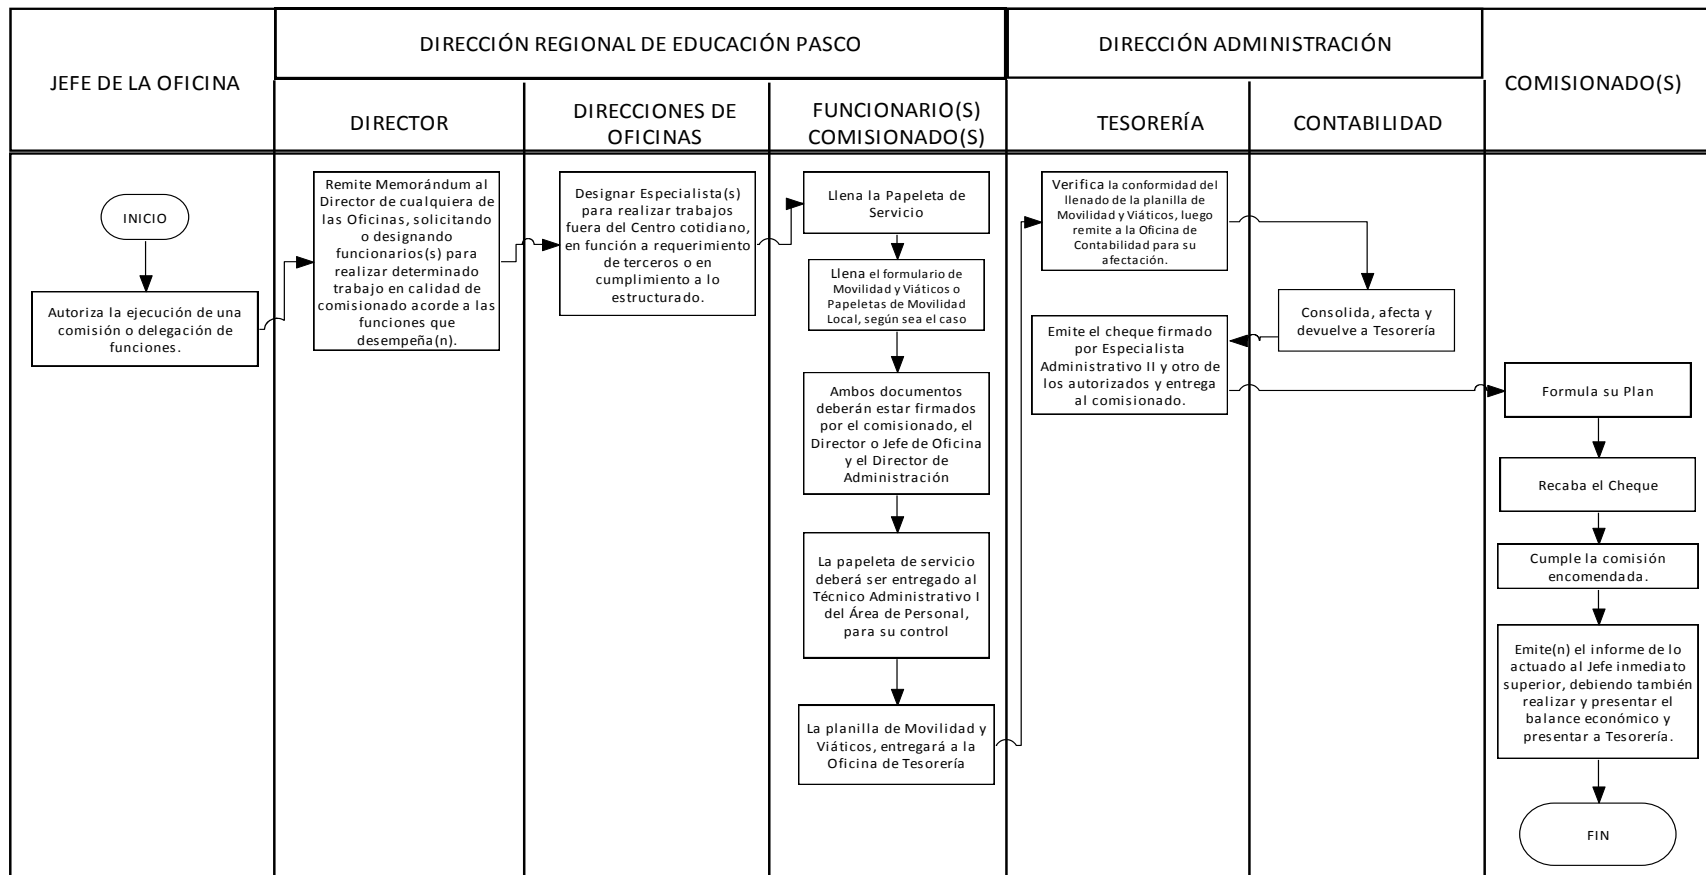 JEFE DE LA OFICINA
DIRECCIÓN REGIONAL DE EDUCACIÓN PASCO
DIRECCIÓN ADMINISTRACIÓN
COMISIONADO(S)
DIRECTOR
DIRECCIONES DE
OFICINAS
FUNCIONARIO(S)
COMISIONADO(S)
TESORERÍA
CONTABILIDAD
INICIO
Autoriza la ejecución de una
comisión o delegación de
funciones.
Remite Memorándum al
Director de cualquiera de
las Oficinas, solicitando
o designando
funcionarios(s) para
realizar determinado
trabajo en calidad de
comisionado acorde a las
funciones que
desempeña(n).
Designar Especialista(s)
para realizar trabajos
fuera del Centro cotidiano,
en función a requerimiento
de terceros o en
cumplimiento a lo
estructurado.
Llena la Papeleta de
Servicio
Llena el formulario de
Movilidad y Viáticos o
Papeletas de Movilidad
Local, según sea el caso
Ambos documentos
deberán estar firmados
por el comisionado, el
Director o Jefe de Oficina
y el Director de
Administración
La papeleta de servicio
deberá ser entregado al
Técnico Administrativo I
del Área de Personal,
para su control
La planilla de Movilidad y
Viáticos, entregará a la
Oficina de Tesorería
Verifica la conformidad del
llenado de la planilla de
Movilidad y Viáticos, luego
remite a la Oficina de
Contabilidad para su
afectación.
Consolida, afecta y
devuelve a Tesorería
Emite el cheque firmado
por Especialista
Administrativo II y otro de
los autorizados y entrega
al comisionado.
Formula su Plan
Recaba el Cheque
Cumple la comisión
encomendada.
Emite(n) el informe de lo
actuado al Jefe inmediato
superior, debiendo también
realizar y presentar el
balance económico y
presentar a Tesorería.
FIN